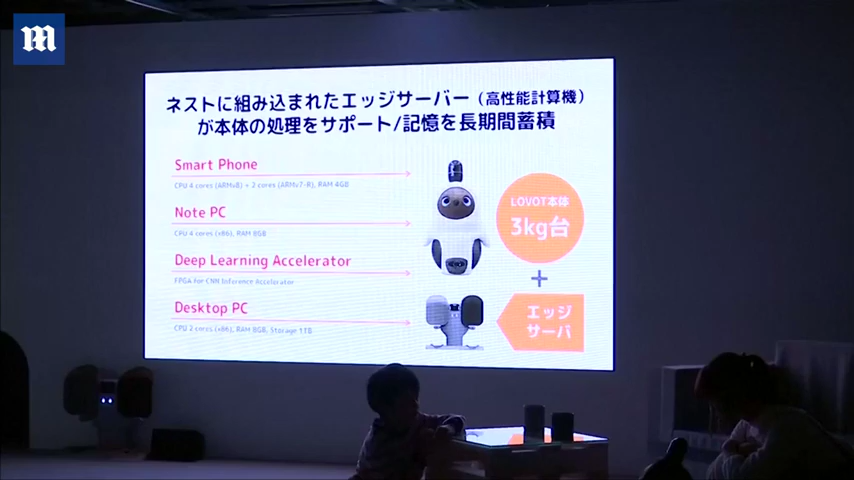 M
ネストに組み込まれたエッジサーバー（高性能計算機）
が本体の処理をサポート/記憶を長期間蓄積
Smart Phone
CPU 4 cores (ARMv8) + 2 cores (ARMv7-R), RAM 4GB
Note PC
CPU 4 cores (x86), RAM 8GB
Deep Learning Accelerator
FPGA for CNN Inference Accelerator
Desktop PC
CPU 2 cores (x86), RAM 8GB, Storage 1TB
LOVOT本体
3kg台
+
エッジ
サーバ